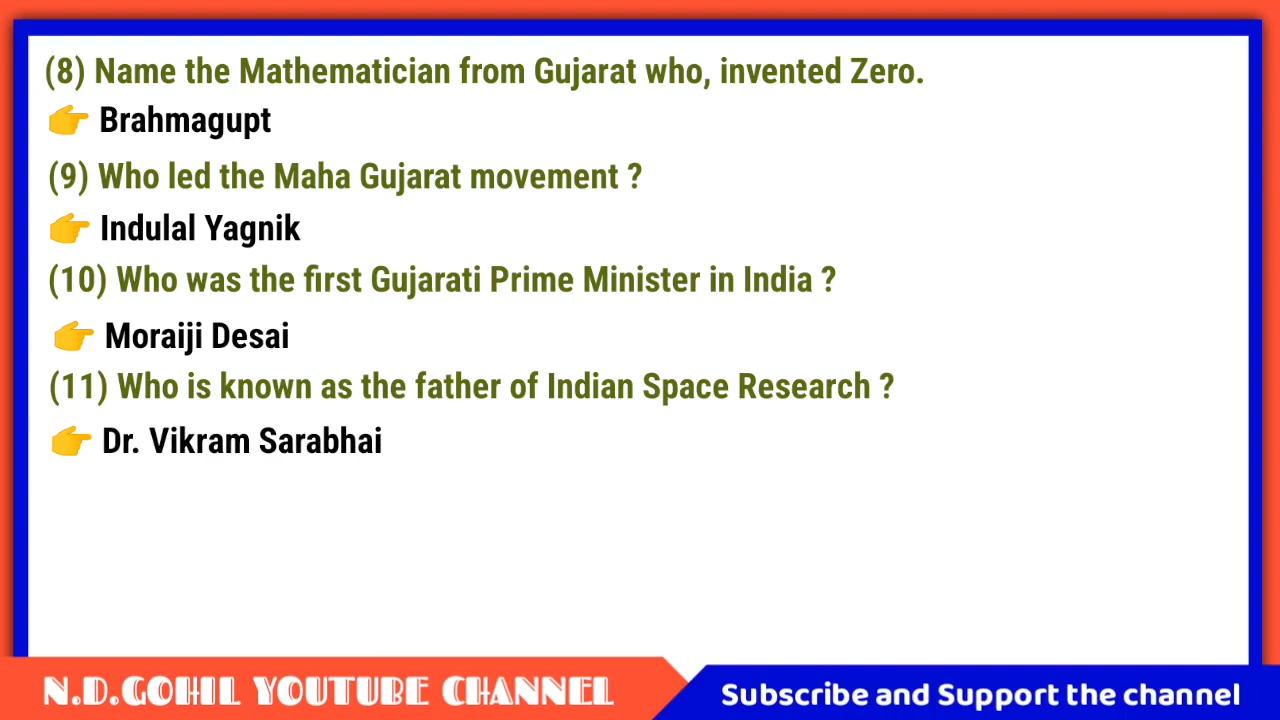 (8) Name the Mathematician from Gujarat who, invented Zero.
👉 Brahmagupt
(9) Who led the Maha Gujarat movement ?
👉 Indulal Yagnik
(10) Who was the first Gujarati Prime Minister in India ?
👉 Moraiji Desai
(11) Who is known as the father of Indian Space Research ?
👉 Dr. Vikram Sarabhai
N.D.GOHIL YOUTUBE CHANNEL
Subscribe and Support the channel